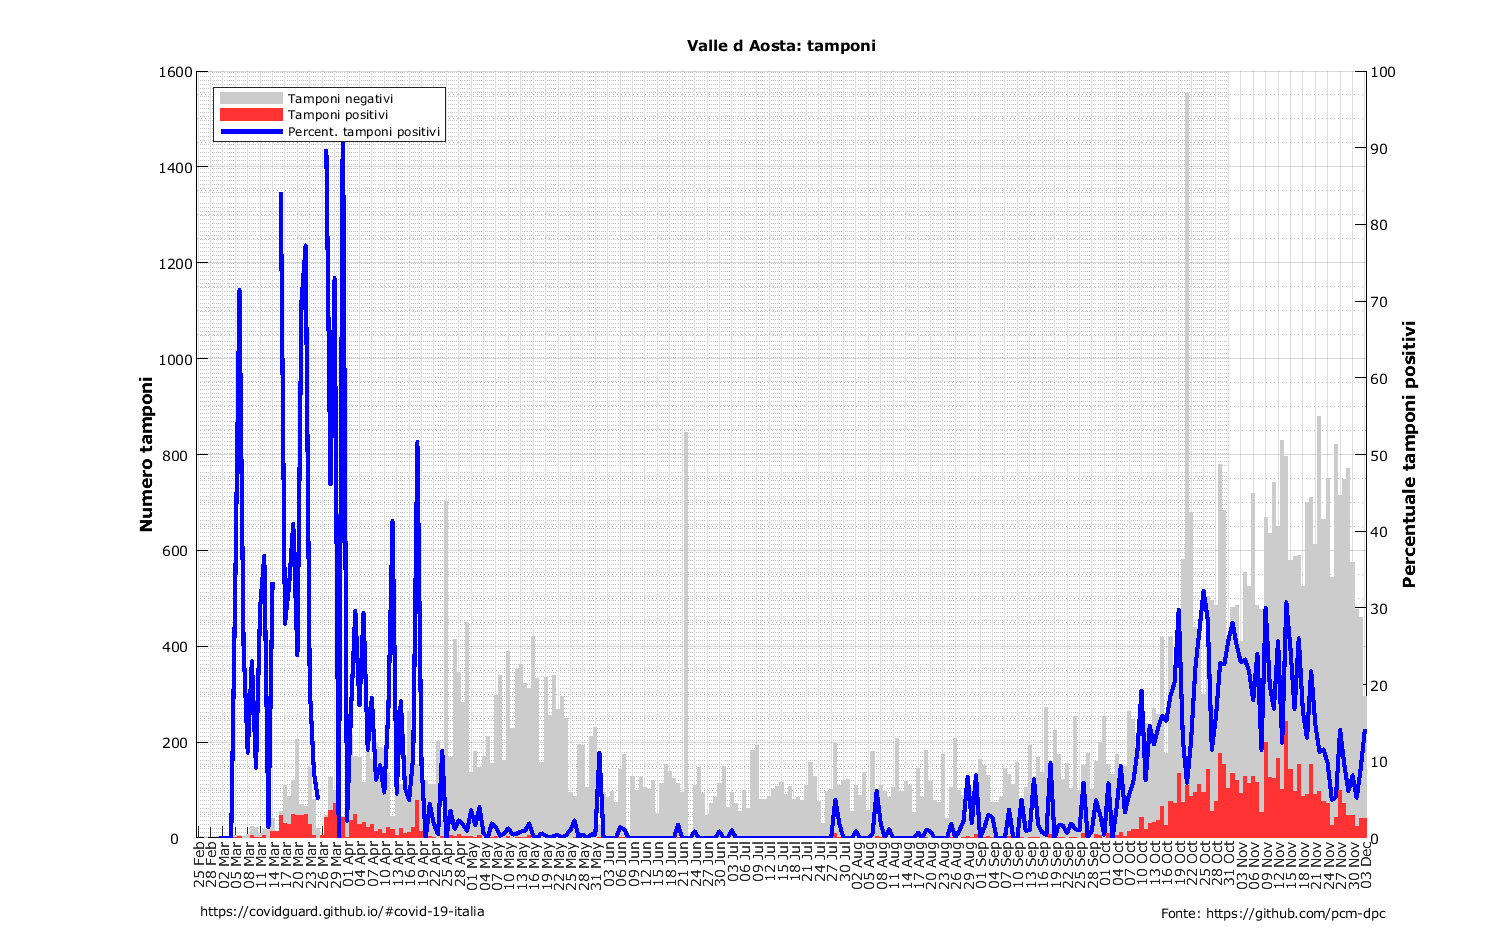 Valle d Aosta: tamponi
Tamponi negativi
Tamponi positivi
Percent. tamponi positivi
Numero tamponi
0
200
400
600
800
1000
1200
1400
1600
Percentuale tamponi positivi
0
10
20
30
40
50
60
70
80
90
100
25 Feb
28 Feb
02 Mar
05 Mar
08 Mar
11 Mar
14 Mar
17 Mar
20 Mar
23 Mar
26 Mar
29 Mar
01 Apr
04 Apr
07 Apr
10 Apr
13 Apr
16 Apr
19 Apr
22 Apr
25 Apr
28 Apr
01 May
04 May
07 May
10 May
13 May
16 May
19 May
22 May
25 May
28 May
31 May
03 Jun
06 Jun
09 Jun
12 Jun
15 Jun
18 Jun
21 Jun
24 Jun
27 Jun
30 Jun
03 Jul
06 Jul
09 Jul
12 Jul
15 Jul
18 Jul
21 Jul
24 Jul
27 Jul
30 Jul
02 Aug
05 Aug
08 Aug
11 Aug
14 Aug
17 Aug
20 Aug
23 Aug
26 Aug
29 Aug
01 Sep
04 Sep
07 Sep
10 Sep
13 Sep
16 Sep
19 Sep
22 Sep
25 Sep
28 Sep
01 Oct
04 Oct
07 Oct
10 Oct
13 Oct
16 Oct
19 Oct
22 Oct
25 Oct
28 Oct
31 Oct
03 Nov
06 Nov
09 Nov
12 Nov
15 Nov
18 Nov
21 Nov
24 Nov
27 Nov
30 Nov
03 Dec
https://covidguard.github.io/#covid-19-italia
Fonte: https://github.com/pcm-dpc